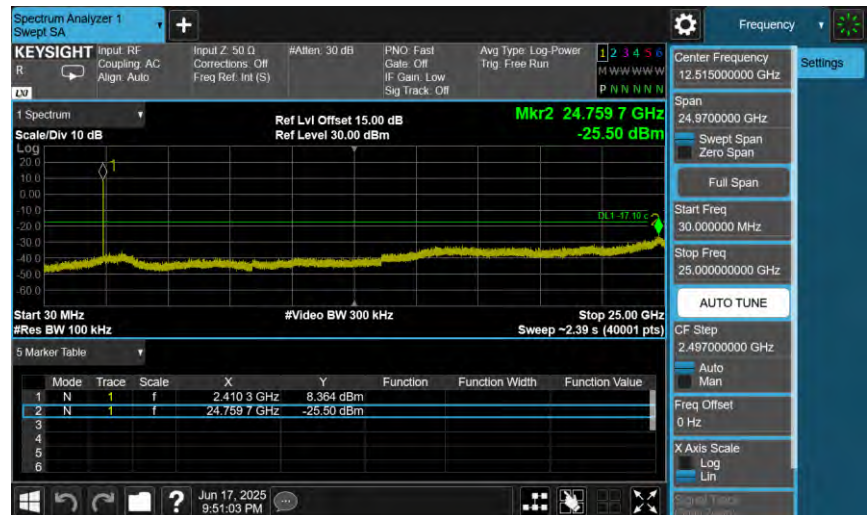 Spectrum Analyzer 1
Swept SA
Frequency
KEYSIGHT
R
LXI
Input: RF
Coupling: AC
Align: Auto
Input Z: 50 Ω
Corrections: Off
Freq Ref: Int (S)
#Atten: 30 dB
PNO: Fast
Gate: Off
IF Gain: Low
Sig Track: Off
Avg Type: Log-Power
Trig: Free Run
1 2 3 4 5 6
M W W W W W
P N N N N N
1 Spectrum
Scale/Div 10 dB
Ref Lvl Offset 15.00 dB
Ref Level 30.00 dBm
Mkr2 24.759 7 GHz
-25.50 dBm
Log
20.0
10.0
0.00
-10.0
-20.0
-30.0
-40.0
-50.0
-60.0
1
DL1 -17.10
2
Start 30 MHz
#Video BW 300 kHz
Stop 25.00 GHz
#Res BW 100 kHz
Sweep ~2.39 s (40001 pts)
5 Marker Table
Mode Trace Scale X Y Function Function Width Function Value
1 N 1 f 2.410 3 GHz 8.364 dBm
2 N 1 f 24.759 7 GHz -25.50 dBm
3
4
5
6
Jun 17, 2025
9:51:03 PM
Center Frequency
12.515000000 GHz
Settings
Span
24.9700000 GHz
Swept Span
Zero Span
Full Span
Start Freq
30.000000 MHz
Stop Freq
25.000000000 GHz
AUTO TUNE
CF Step
2.497000000 GHz
Auto
Man
Freq Offset
0 Hz
X Axis Scale
Log
Lin
Signal Track